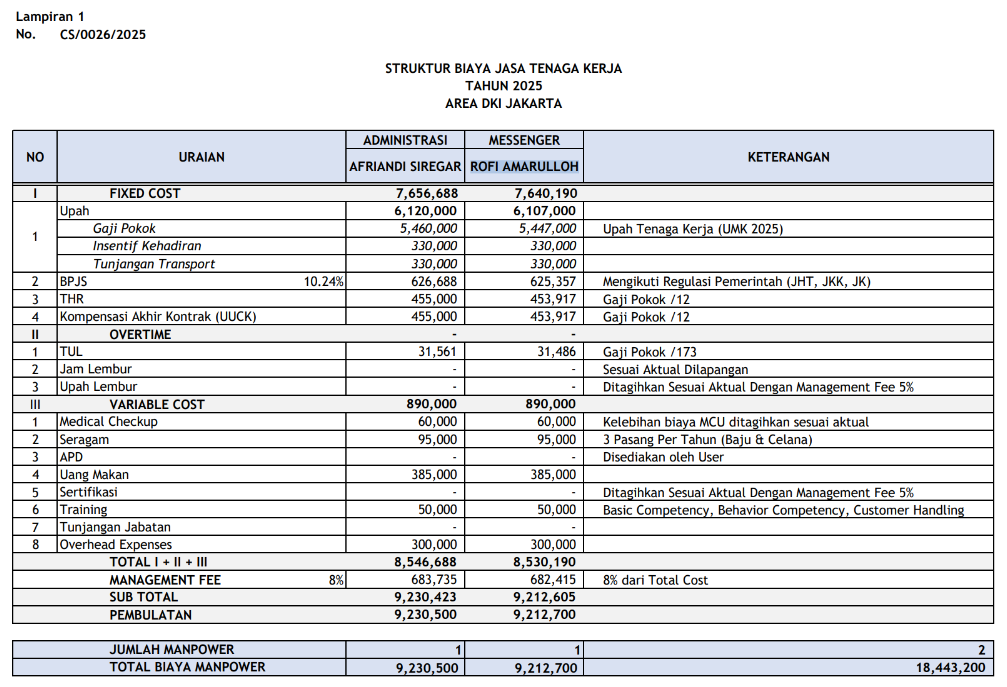 Lampiran 1
No. CS/0026/2025
STRUKTUR BIAYA JASA TENAGA KERJA
TAHUN 2025
AREA DKI JAKARTA
NO URAIAN ADMINISTRASI MESSENGER KETERANGAN
AFRIANDI SIREGAR ROFI AMARULLOH
I FIXED COST 7,656,688 7,640,190
1 Upah 6,120,000 6,107,000
Gaji Pokok 5,460,000 5,447,000 Upah Tenaga Kerja (UMK 2025)
Insentif Kehadiran 330,000 330,000
Tunjangan Transport 330,000 330,000
2 BPJS 10.24% 626,688 625,357 Mengikuti Regulasi Pemerintah (JHT, JKK, JK)
3 THR 455,000 453,917 Gaji Pokok /12
4 Kompensasi Akhir Kontrak (UUCK) 455,000 453,917 Gaji Pokok /12
II OVERTIME - -
1 TUL 31,561 31,486 Gaji Pokok /173
2 Jam Lembur - - Sesuai Aktual Dilapangan
3 Upah Lembur - - Ditagihkan Sesuai Aktual Dengan Management Fee 5%
III VARIABLE COST 890,000 890,000
1 Medical Checkup 60,000 60,000 Kelebihan biaya MCU ditagihkan sesuai aktual
2 Seragam 95,000 95,000 3 Pasang Per Tahun (Baju & Celana)
3 APD - - Disediakan oleh User
4 Uang Makan 385,000 385,000
5 Sertifikasi - - Ditagihkan Sesuai Aktual Dengan Management Fee 5%
6 Training 50,000 50,000 Basic Competency, Behavior Competency, Customer Handling
7 Tunjangan Jabatan - -
8 Overhead Expenses 300,000 300,000
TOTAL I + II + III 8,546,688 8,530,190
MANAGEMENT FEE 8% 683,735 682,415 8% dari Total Cost
SUB TOTAL 9,230,423 9,212,605
PEMBULATAN 9,230,500 9,212,700
JUMLAH MANPOWER 1 1 2
TOTAL BIAYA MANPOWER 9,230,500 9,212,700 18,443,200